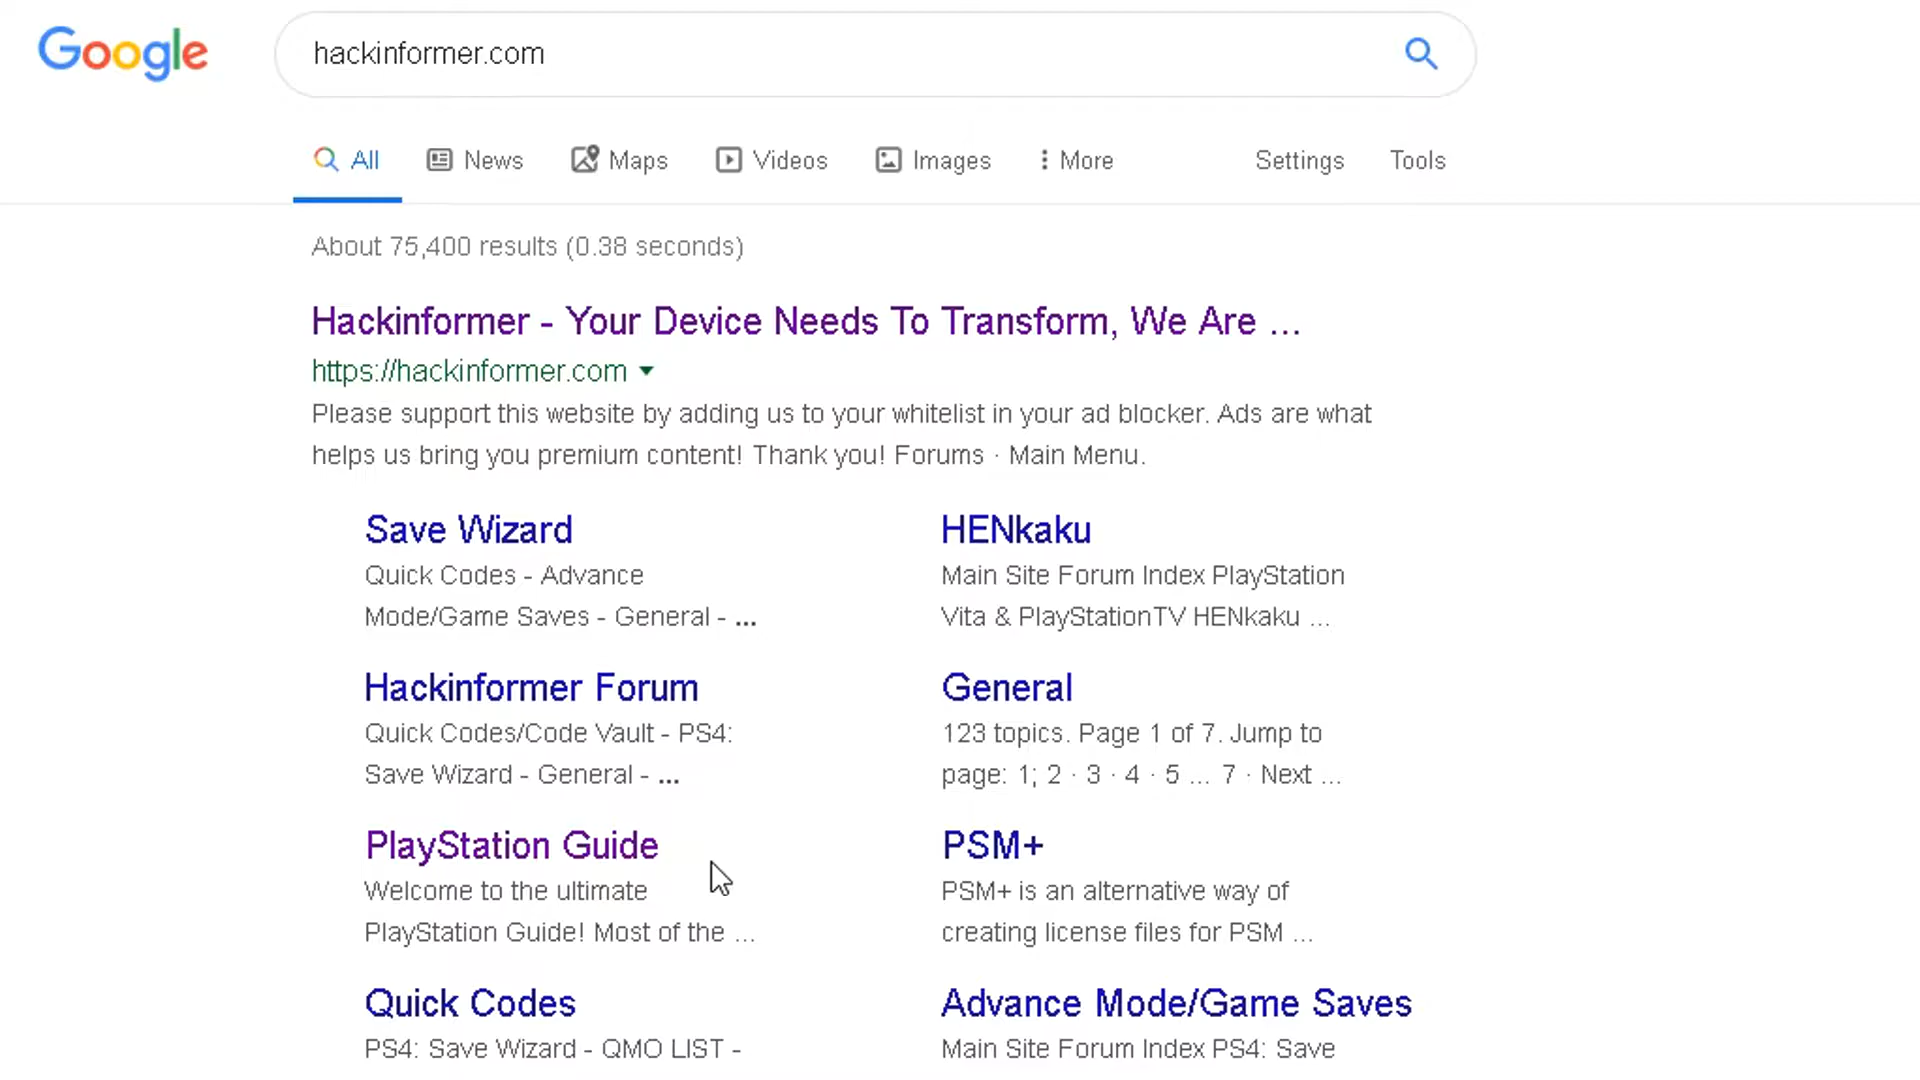 Google
hackinformer.com
All News Maps Videos Images More Settings Tools
About 75,400 results (0.38 seconds)
Hackinformer - Your Device Needs To Transform, We Are ...
https://hackinformer.com
Please support this website by adding us to your whitelist in your ad blocker. Ads are what
helps us bring you premium content! Thank you! Forums · Main Menu.
Save Wizard
Quick Codes - Advance
Mode/Game Saves - General - ...
HENkaku
Main Site Forum Index PlayStation
Vita & PlayStationTV HENkaku ...
Hackinformer Forum
Quick Codes/Code Vault - PS4:
Save Wizard - General - ...
General
123 topics. Page 1 of 7. Jump to
page: 1; 2 · 3 · 4 · 5 ... 7 · Next ...
PlayStation Guide
Welcome to the ultimate
PlayStation Guide! Most of the ...
PSM+
PSM+ is an alternative way of
creating license files for PSM ...
Quick Codes
PS4: Save Wizard - QMO LIST -
Advance Mode/Game Saves
Main Site Forum Index PS4: Save